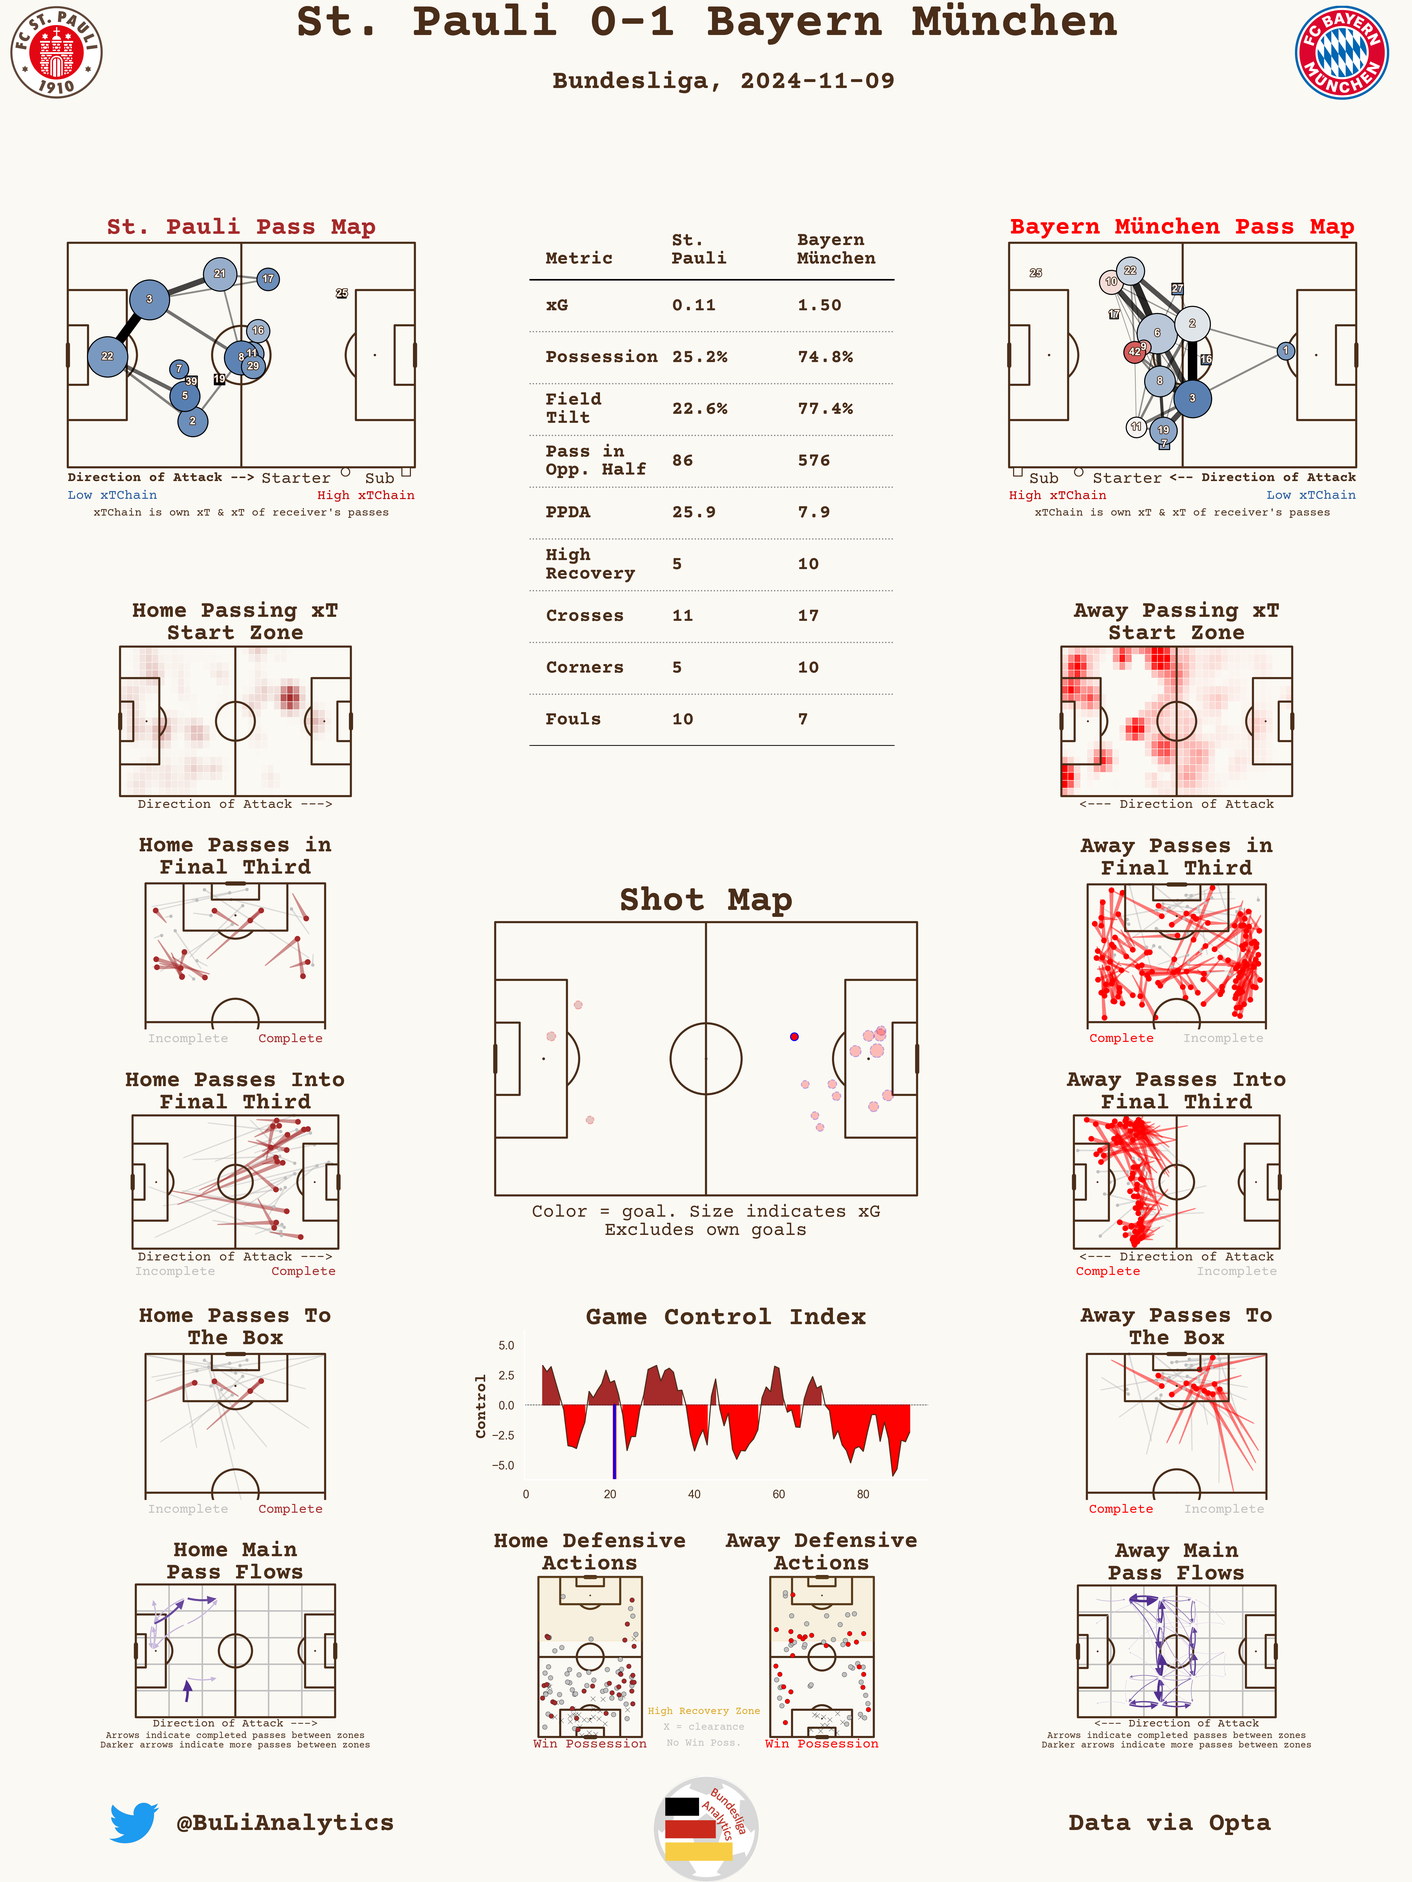 St. Pauli 0-1 Bayern München
Bundesliga, 2024-11-09
FC ST. PAULI
1910
FC BAYERN
MÜNCHEN
St. Pauli Pass Map
21
17
25
3
16
22
8
11
29
7
39
19
5
2
Direction of Attack --> Starter Sub
Low xTChain High xTChain
xTChain is own xT & xT of receiver's passes
Metric St. Pauli Bayern München
xG 0.11 1.50
Possession 25.2% 74.8%
Field Tilt 22.6% 77.4%
Pass in Opp. Half 86 576
PPDA 25.9 7.9
High Recovery 5 10
Crosses 11 17
Corners 5 10
Fouls 10 7
Bayern München Pass Map
25
10
22
27
17
2
6
9
42
16
1
8
3
11
19
7
Sub Starter <-- Direction of Attack
High xTChain Low xTChain
xTChain is own xT & xT of receiver's passes
Home Passing xT
Start Zone
Direction of Attack --->
Away Passing xT
Start Zone
<--- Direction of Attack
Home Passes in
Final Third
Incomplete Complete
Away Passes in
Final Third
Complete Incomplete
Shot Map
Color = goal. Size indicates xG
Excludes own goals
Home Passes Into
Final Third
Direction of Attack --->
Incomplete Complete
Away Passes Into
Final Third
<--- Direction of Attack
Complete Incomplete
Home Passes To
The Box
Incomplete Complete
Game Control Index
Control
5.0
2.5
0.0
−2.5
−5.0
0 20 40 60 80
Away Passes To
The Box
Complete Incomplete
Home Main
Pass Flows
Direction of Attack --->
Arrows indicate completed passes between zones
Darker arrows indicate more passes between zones
Home Defensive
Actions
Win Possession
Away Defensive
Actions
Win Possession
High Recovery Zone
X = clearance
No Win Poss.
Away Main
Pass Flows
<--- Direction of Attack
Arrows indicate completed passes between zones
Darker arrows indicate more passes between zones
@BuLiAnalytics
Bundesliga
Analytics
Data via Opta